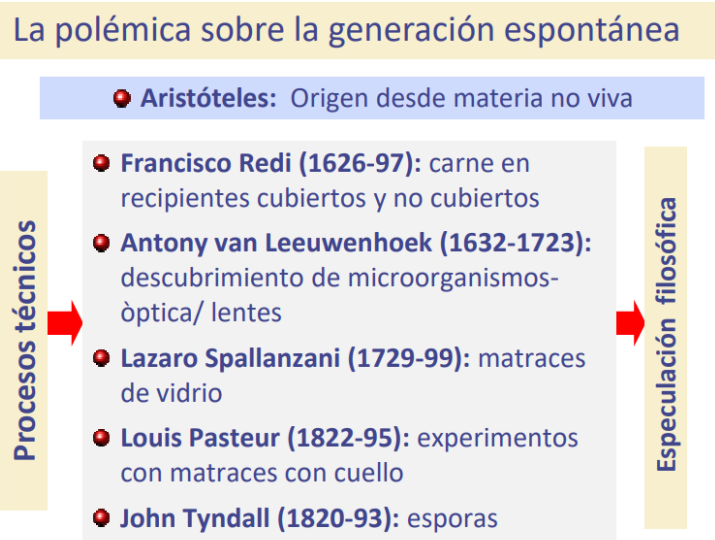 La polémica sobre la generación espontánea
Aristóteles: Origen desde materia no viva
Procesos técnicos
Francisco Redi (1626-97): carne en
recipientes cubiertos y no cubiertos
Antony van Leeuwenhoek (1632-1723):
descubrimiento de microorganismos-
òptica/ lentes
Lazaro Spallanzani (1729-99): matraces
de vidrio
Louis Pasteur (1822-95): experimentos
con matraces con cuello
John Tyndall (1820-93): esporas
Especulación filosófica